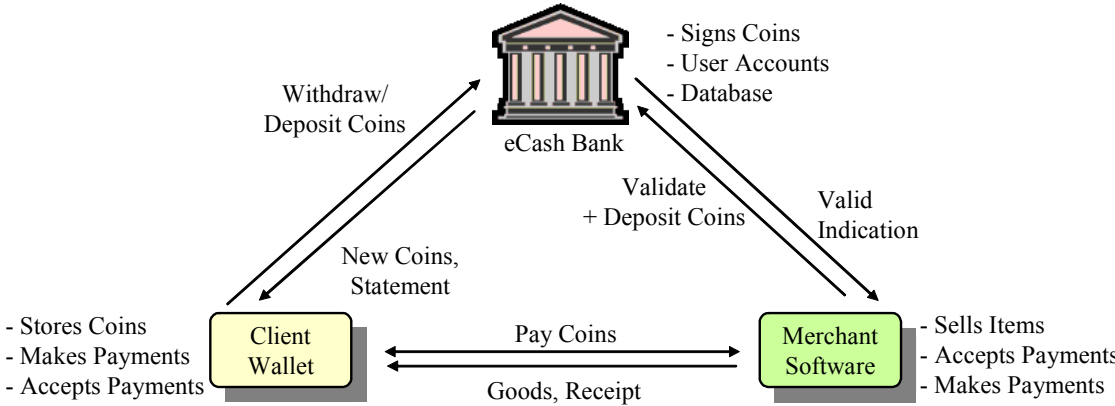 - Signs Coins
- User Accounts
- Database
eCash Bank
Withdraw/
Deposit Coins
Validate
+ Deposit Coins
Valid
Indication
New Coins,
Statement
- Stores Coins
- Makes Payments
- Accepts Payments
Client
Wallet
Pay Coins
Goods, Receipt
Merchant
Software
- Sells Items
- Accepts Payments
- Makes Payments